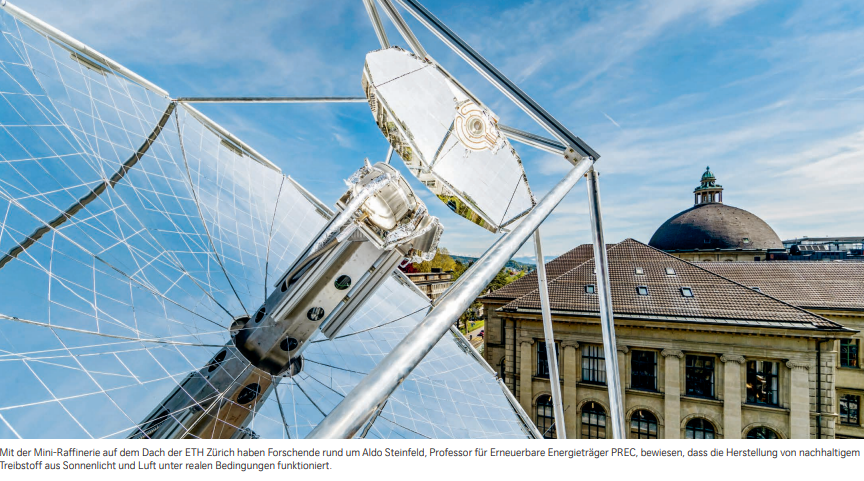 Mit der Mini-Raffinerie auf dem Dach der ETH Zürich haben Forschende rund um Aldo Steinfeld, Professor für Erneuerbare Energieträger PREC, bewiesen, dass die Herstellung von nachhaltigem
Treibstoff aus Sonnenlicht und Luft unter realen Bedingungen funktioniert.